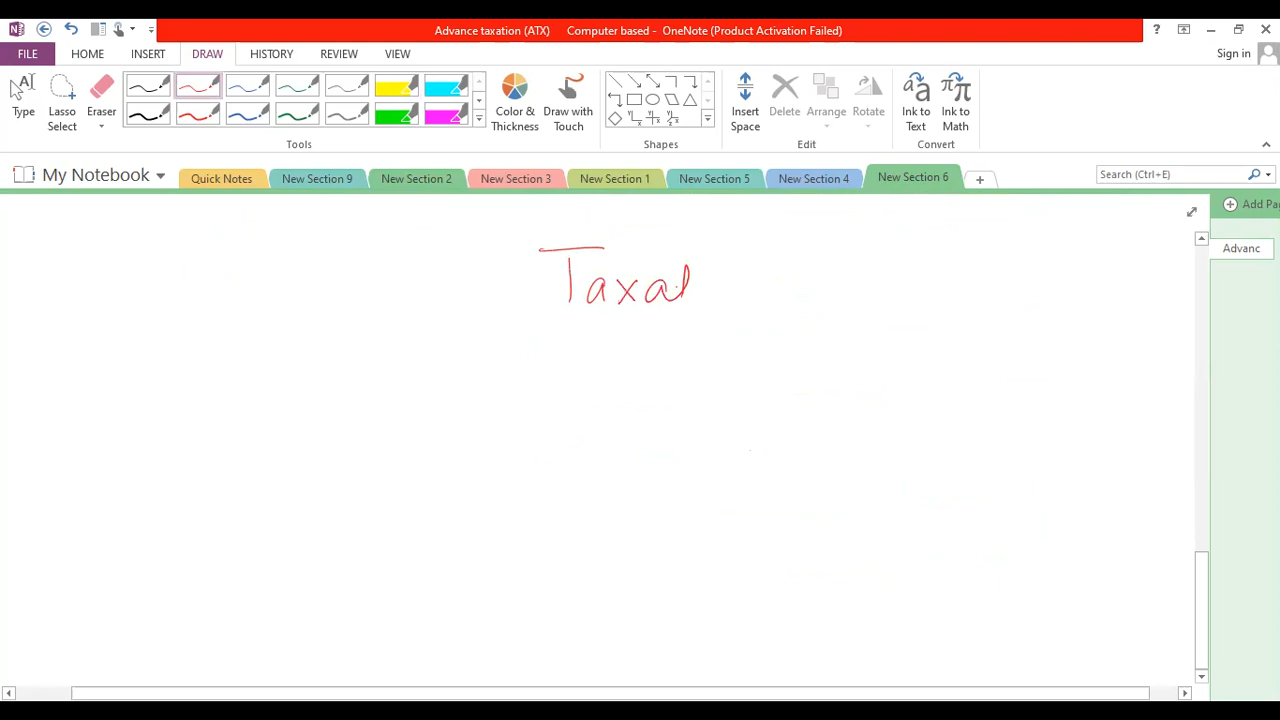 Advance taxation (ATX) Computer based - OneNote (Product Activation Failed)
FILE HOME INSERT DRAW HISTORY REVIEW VIEW Sign in
Type Lasso Select Eraser Color & Thickness Draw with Touch Insert Space Delete Arrange Rotate Ink to Text Ink to Math
Tools Shapes Edit Convert
My Notebook Quick Notes New Section 9 New Section 2 New Section 3 New Section 1 New Section 5 New Section 4 New Section 6 Search (Ctrl+E)
Add Pa
Advanc
Taxal